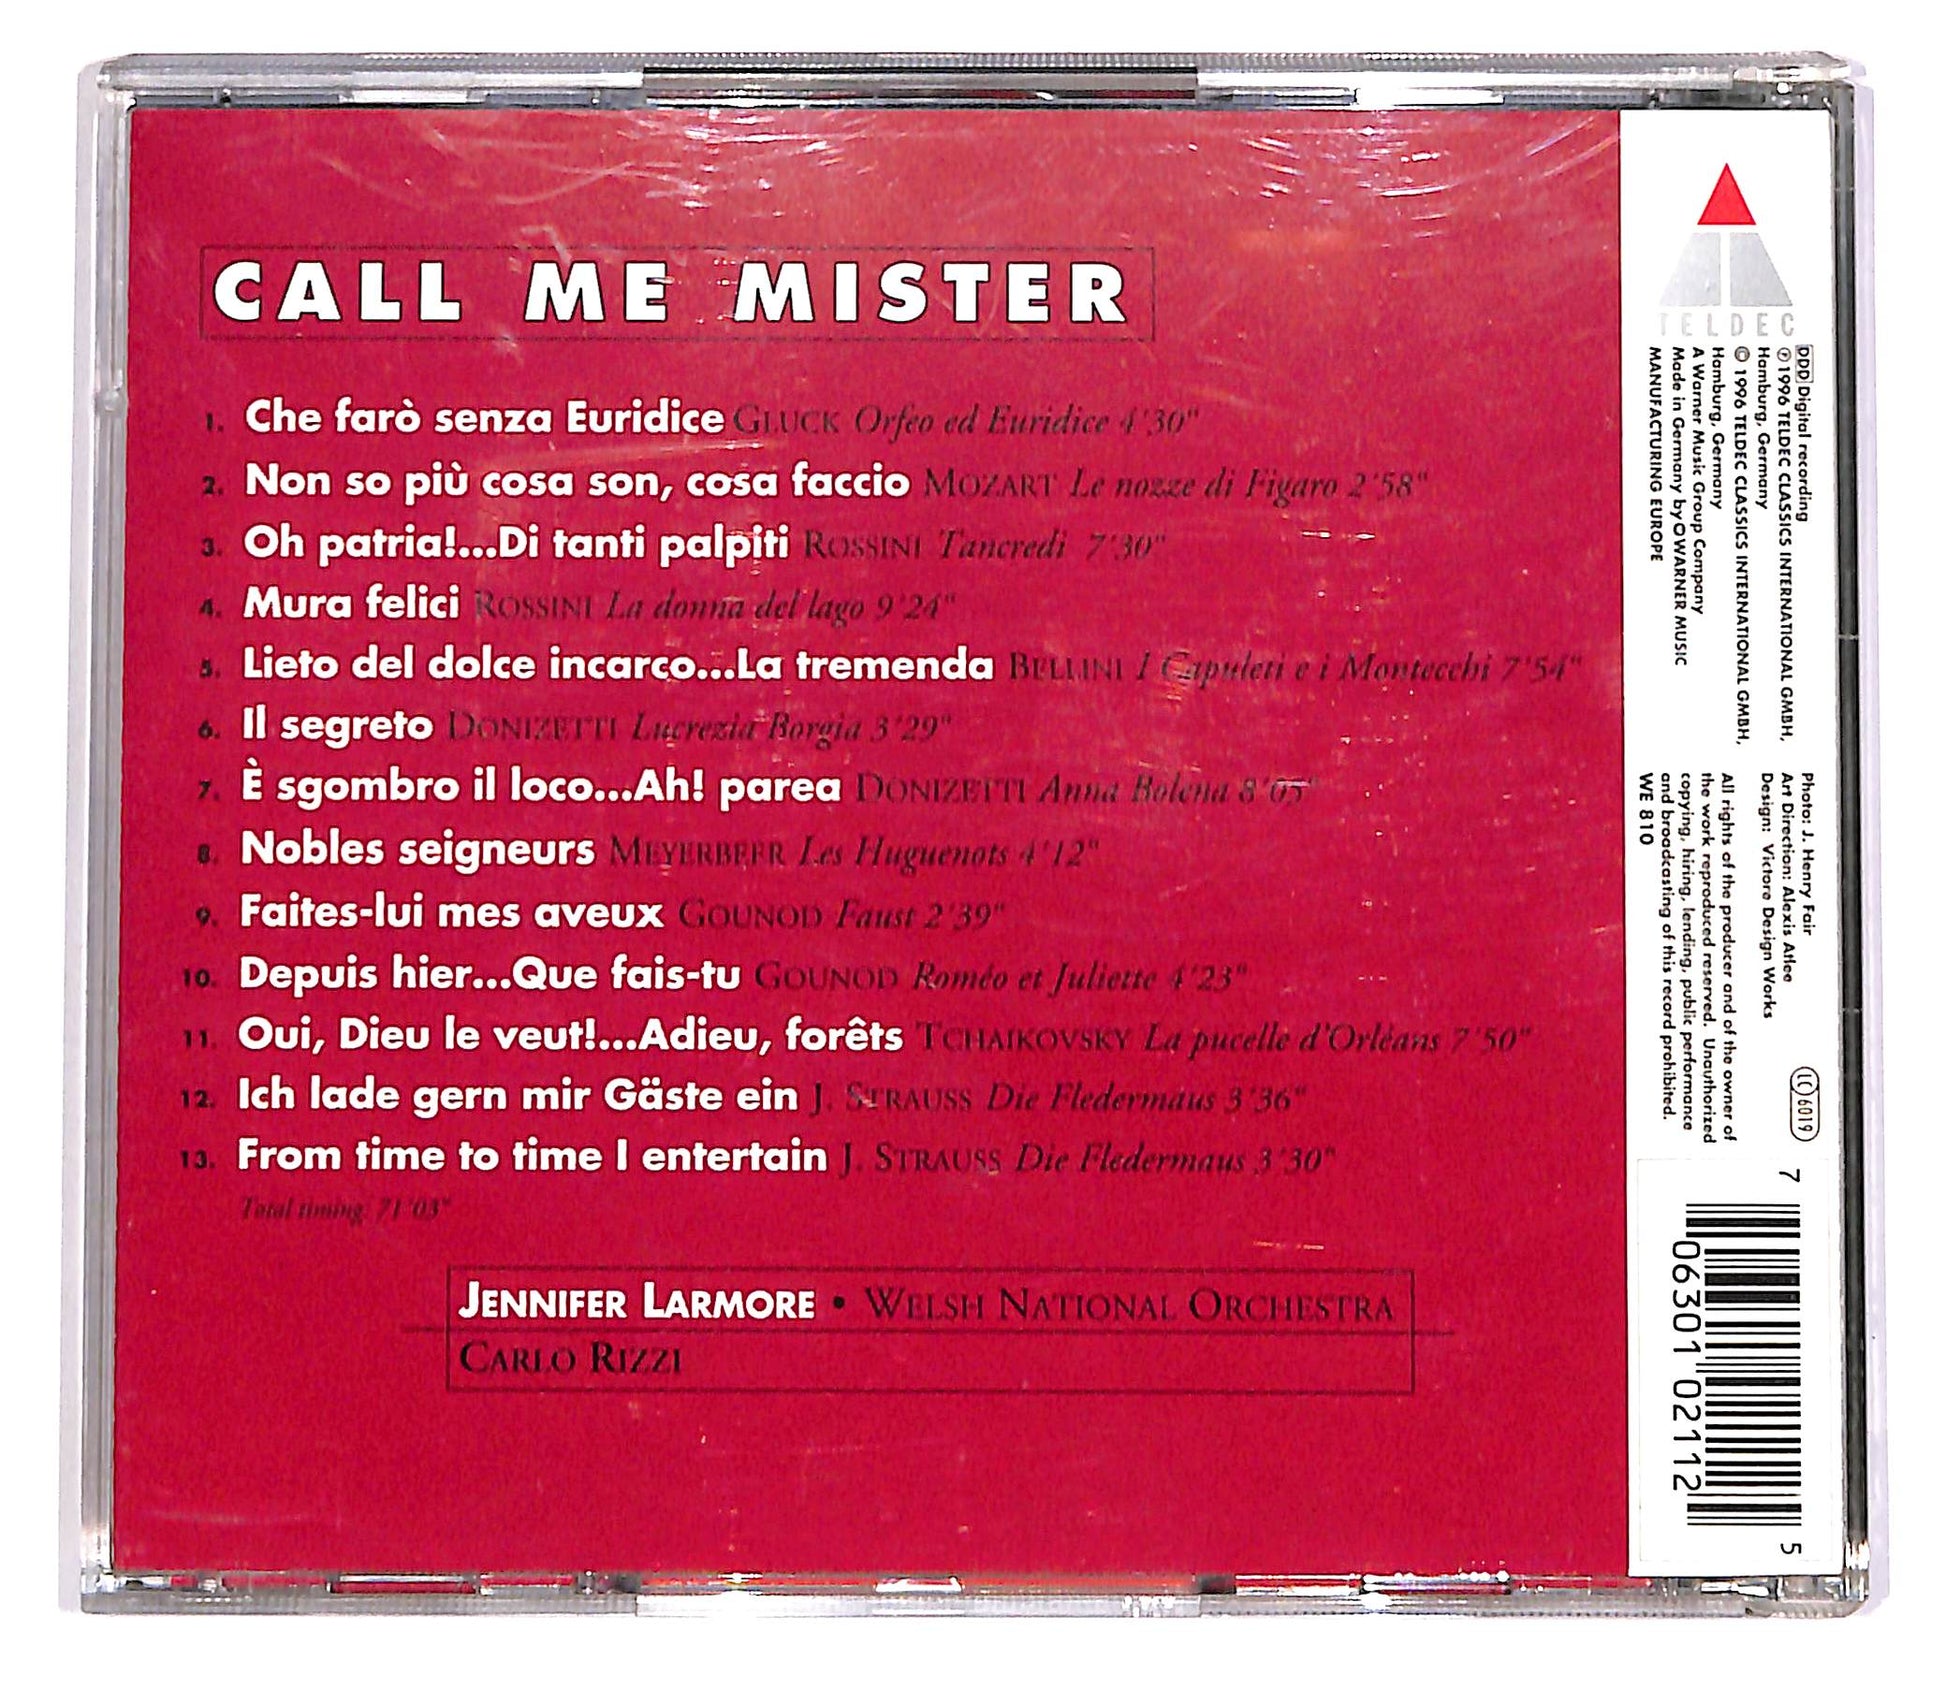 CALL ME MISTER
1. Che farò senza Euridice GLUCK Orfeo ed Euridice 4'30"
2. Non so più cosa son, cosa faccio MOZART Le nozze di Figaro 2'58"
3. Oh patria!...Di tanti palpiti ROSSINI Tancredi 7'30"
4. Mura felici ROSSINI La donna del lago 9'24"
5. Lieto del dolce incarco...La tremenda BELLINI I Capuleti e i Montecchi 7'54"
6. Il segreto DONIZETTI Lucrezia Borgia 3'29"
7. È sgombro il loco...Ah! parea DONIZETTI Anna Bolena 8'05"
8. Nobles seigneurs MEYERBEER Les Huguenots 4'12"
9. Faites-lui mes aveux GOUNOD Faust 2'39"
10. Depuis hier...Que fais-tu GOUNOD Roméo et Juliette 4'23"
11. Oui, Dieu le veut!...Adieu, forêts TCHAIKOVSKY La pucelle d'Orléans 7'50"
12. Ich lade gern mir Gäste ein J. STRAUSS Die Fledermaus 3'36"
13. From time to time I entertain J. STRAUSS Die Fledermaus 3'30"
Total timing 71'03"
JENNIFER LARMORE • WELSH NATIONAL ORCHESTRA
CARLO RIZZI
TELDEC
DDD Digital recording
℗ 1996 TELDEC CLASSICS INTERNATIONAL GMBH,
Hamburg, Germany
© 1996 TELDEC CLASSICS INTERNATIONAL GMBH,
Hamburg, Germany
A Warner Music Group Company
Made in Germany by WARNER MUSIC
MANUFACTURING EUROPE
Photo: J. Henry Fair
Art Direction: Alexis Atlee
Design: Victore Design Works
All rights of the producer and of the owner of
the work reproduced reserved. Unauthorized
copying, hiring, lending, public performance
and broadcasting of this record prohibited.
WE 810
LC 6019
7 06301 02112 5